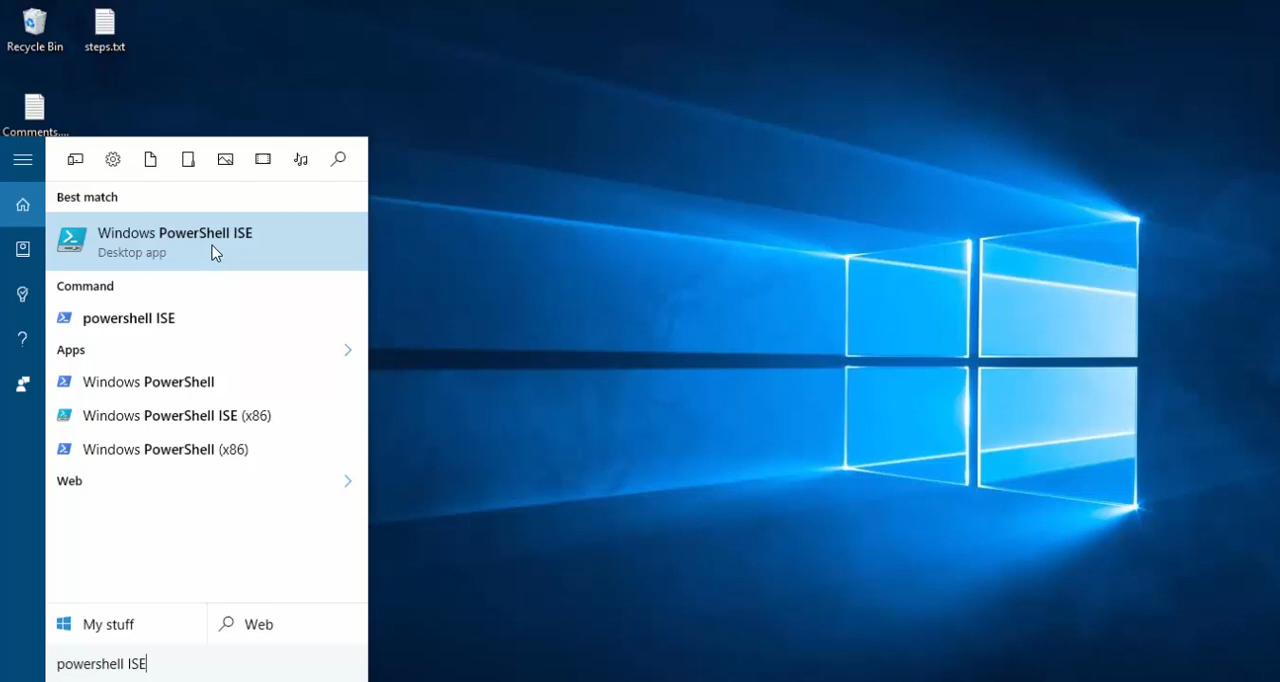 Recycle Bin
steps.txt
Comments....
Best match
Windows PowerShell ISE
Desktop app
Command
powershell ISE
Apps
Windows PowerShell
Windows PowerShell ISE (x86)
Windows PowerShell (x86)
Web
My stuff
Web
powershell ISE